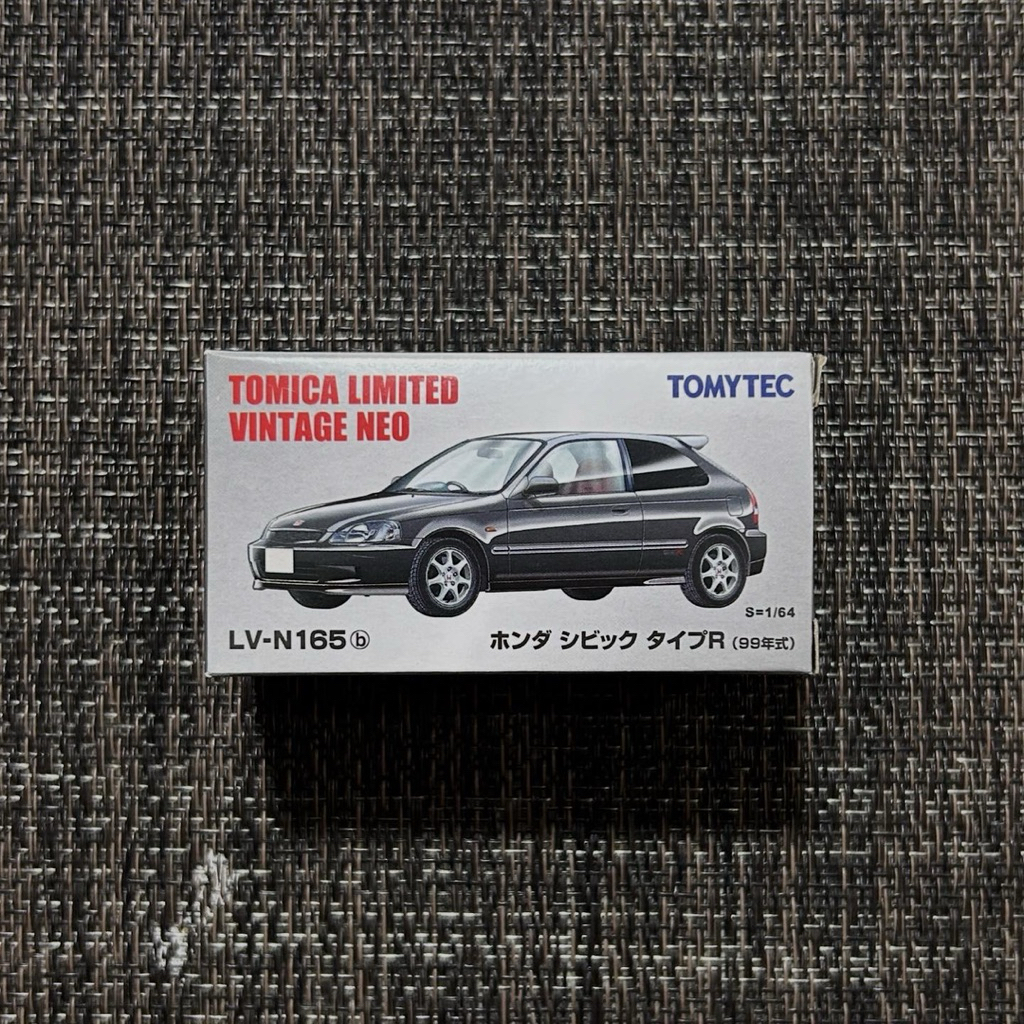 TOMICA LIMITED
VINTAGE NEO
TOMYTEC
S=1/64
LV-N165ⓑ
ホンダ シビック タイプR (99年式)